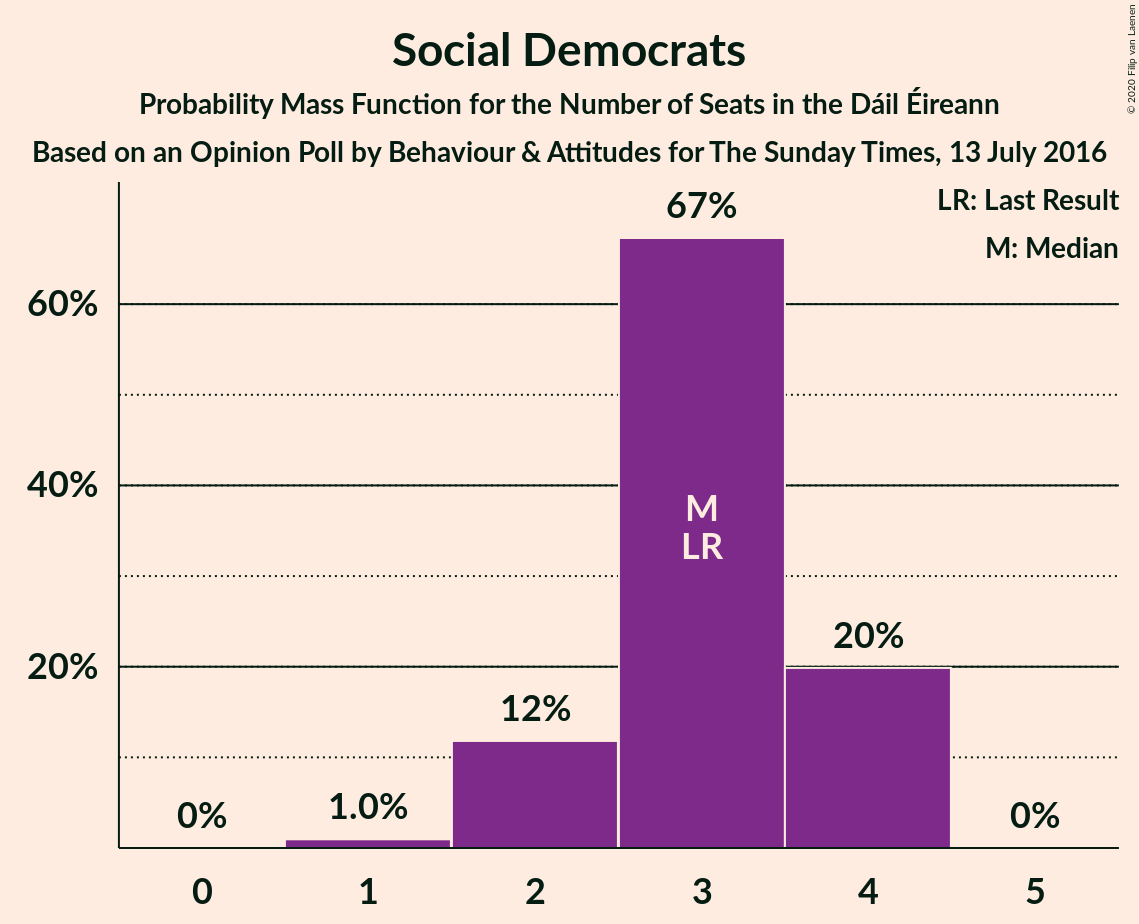 Social Democrats
Probability Mass Function for the Number of Seats in the Dáil Éireann
Based on an Opinion Poll by Behaviour & Attitudes for The Sunday Times, 13 July 2016
© 2020 Filip van Laenen
LR: Last Result
M: Median
67%
60%
40%
M
LR
20%
20%
12%
1.0%
0%
0%
0 1 2 3 4 5